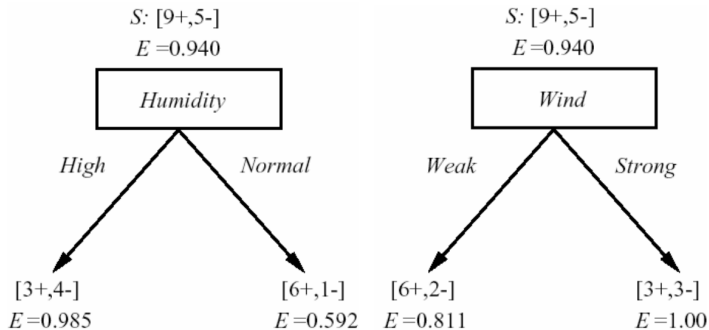 S: [9+,5-]
E =0.940
Humidity
High
Normal
[3+,4-]
E =0.985
[6+,1-]
E =0.592
S: [9+,5-]
E =0.940
Wind
Weak
Strong
[6+,2-]
E =0.811
[3+,3-]
E =1.00